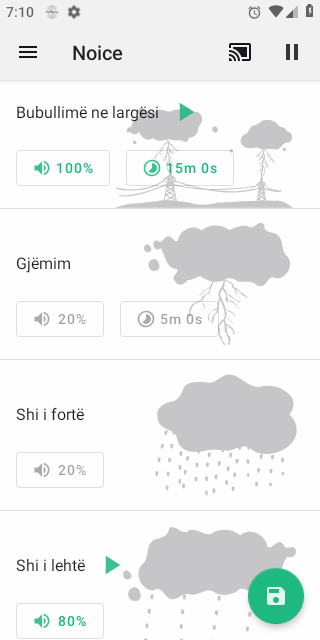 7:10
Noice
Bubullimë ne largësi
100%
15m 0s
Gjëmim
20%
5m 0s
Shi i fortë
20%
Shi i lehtë
80%